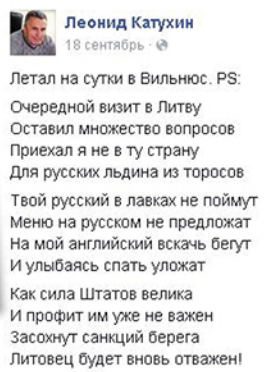 Леонид Катухин
18 сентябрь ·
Летал на сутки в Вильнюс. PS:
Очередной визит в Литву
Оставил множество вопросов
Приехал я не в ту страну
Для русских льдина из торосов
Твой русский в лавках не поймут
Меню на русском не предложат
На мой английский вскачь бегут
И улыбаясь спать уложат
Как сила Штатов велика
И профит им уже не важен
Засохнут санкций берега
Литовец будет вновь отважен!